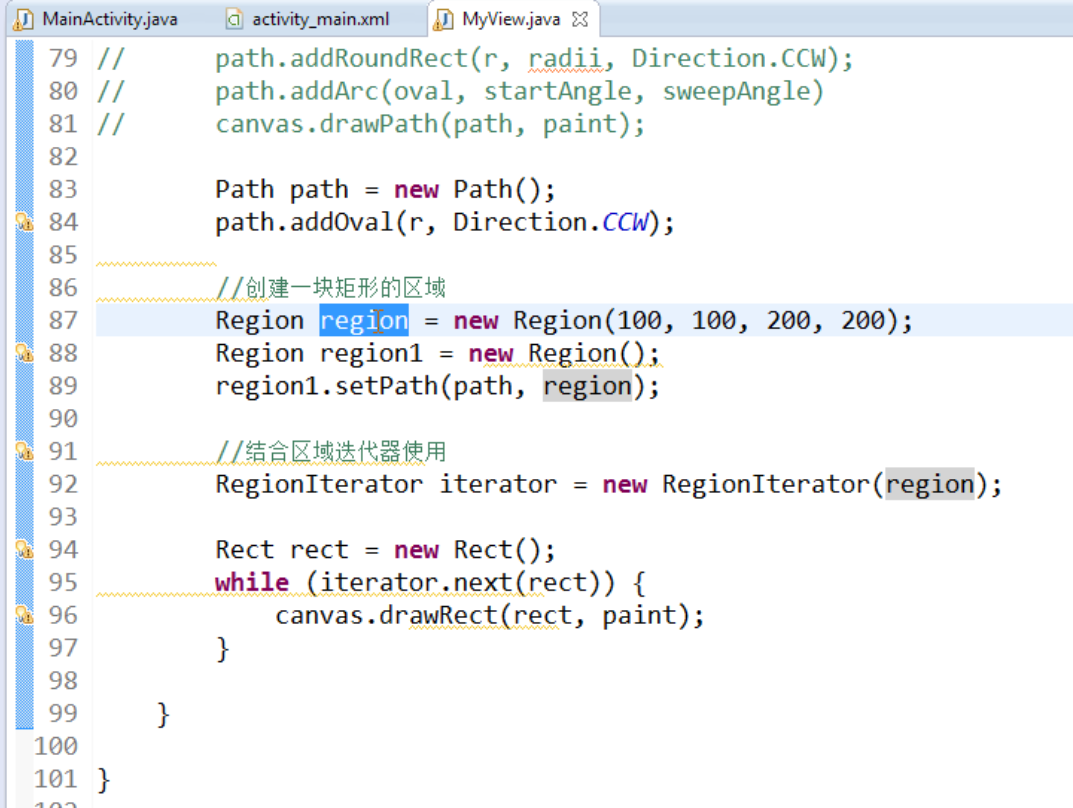 MainActivity.java activity_main.xml MyView.java
79 // path.addRoundRect(r, radii, Direction.CCW);
80 // path.addArc(oval, startAngle, sweepAngle)
81 // canvas.drawPath(path, paint);
82
83 Path path = new Path();
84 path.addOval(r, Direction.CCW);
85
86 //创建一块矩形的区域
87 Region region = new Region(100, 100, 200, 200);
88 Region region1 = new Region();
89 region1.setPath(path, region);
90
91 //结合区域迭代器使用
92 RegionIterator iterator = new RegionIterator(region);
93
94 Rect rect = new Rect();
95 while (iterator.next(rect)) {
96 canvas.drawRect(rect, paint);
97 }
98
99 }
100
101 }